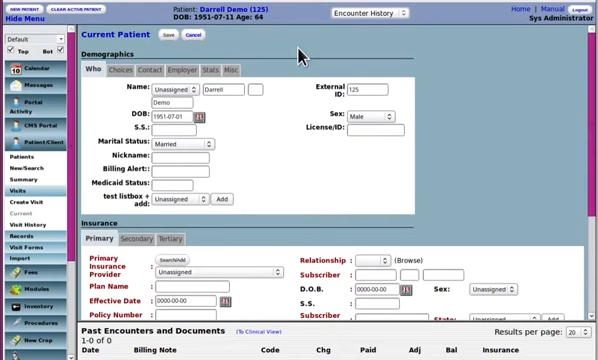 NEW PATIENT CLEAR ACTIVE PATIENT
Hide Menu
Patient: Darrell Demo (125)
DOB: 1951-07-11 Age: 64
Encounter History
Home | Manual Logout
Sys Administrator
Default
Top Bot
Calendar
Messages
Portal
Activity
CMS Portal
Patient/Client
Patients
New/Search
Summary
Visits
Create Visit
Current
Visit History
Records
Visit Forms
Import
Fees
Modules
Inventory
Procedures
New Crop
Current Patient Save Cancel
Demographics
Who Choices Contact Employer Stats Misc
Name: Unassigned Darrell
Demo
External ID: 125
DOB: 1951-07-01
Sex: Male
S.S.:
License/ID:
Marital Status: Married
Nickname:
Billing Alert::
Medicaid Status:
test listbox + add: Unassigned Add
Insurance
Primary Secondary Tertiary
Primary Insurance Provider : Search/Add
Unassigned
Plan Name :
Effective Date : 0000-00-00
Policy Number :
Relationship : (Browse)
Subscriber :
D.O.B. : 0000-00-00 Sex: Unassigned
S.S. :
Subscriber State: Unassigned
Past Encounters and Documents (To Clinical View) Results per page: 20
1-0 of 0
Date Billing Note Code Chg Paid Adj Bal Insurance